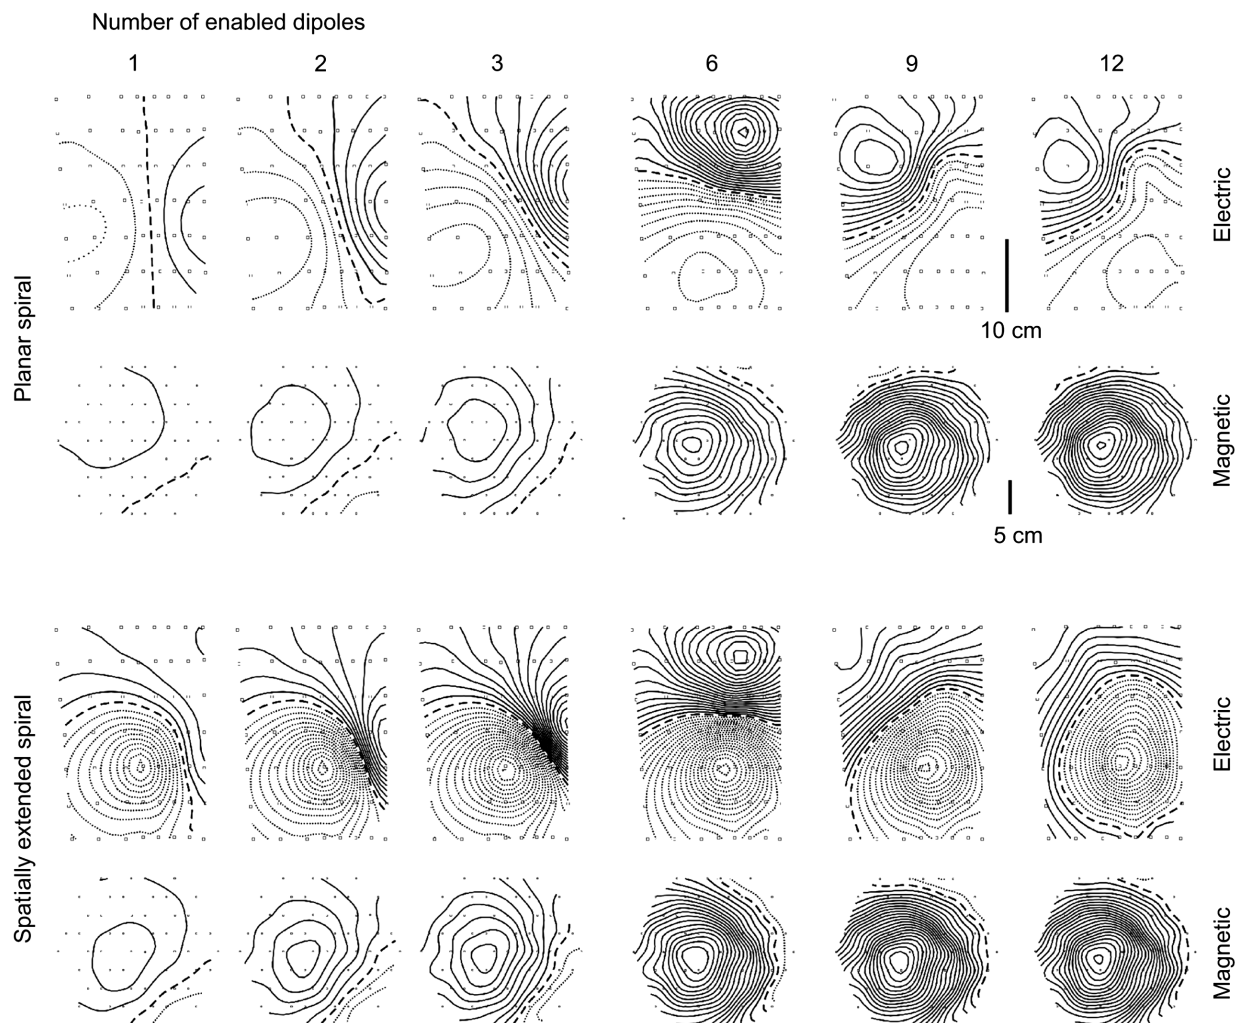 Number of enabled dipoles
1 2 3 6 9 12
Planar spiral
Electric
10 cm
Magnetic
5 cm
Spatially extended spiral
Electric
Magnetic